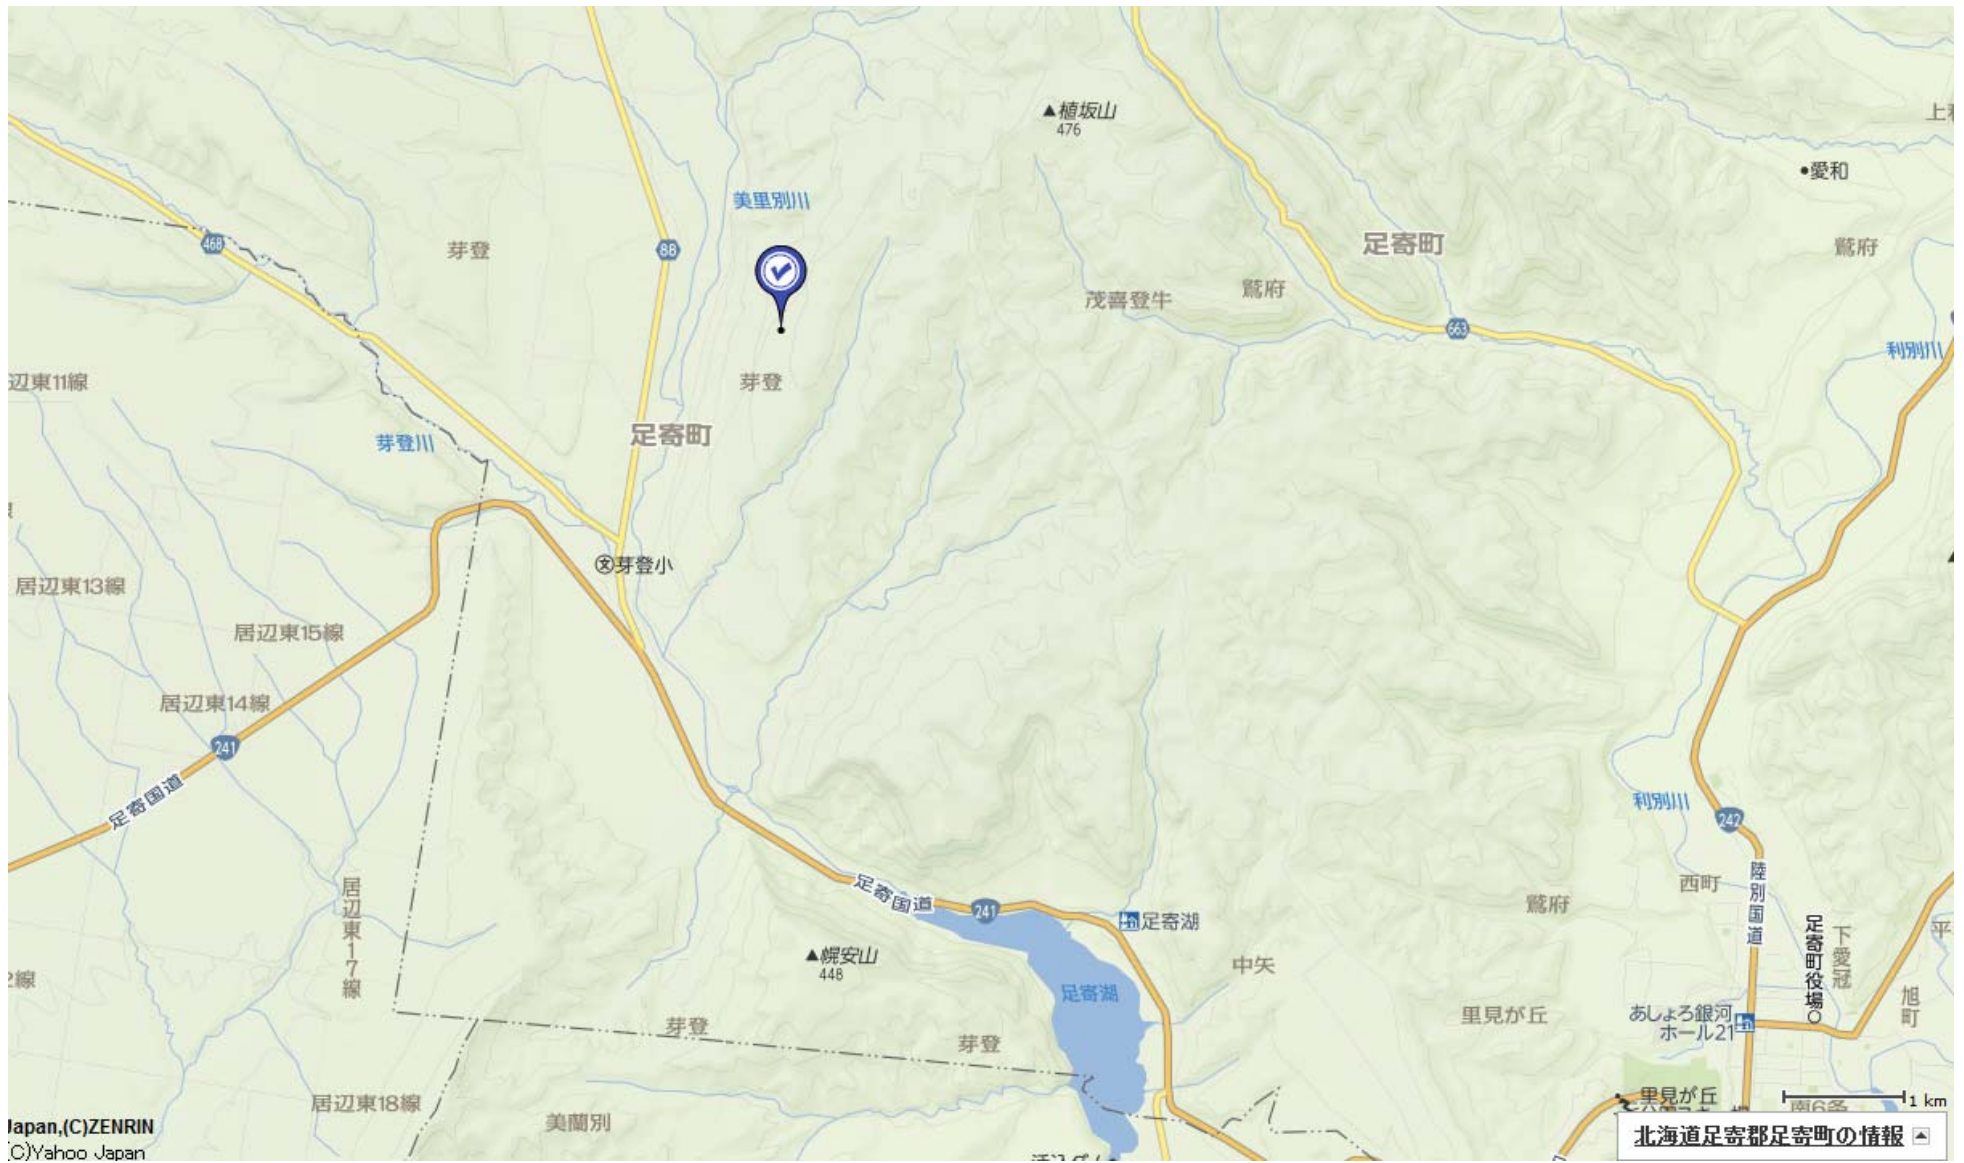 植坂山
476
上
愛和
美里別川
468
芽登
88
足寄町
鷲府
鷲府
茂喜登牛
663
利別川
辺東11線
芽登
足寄町
芽登川
芽登小
居辺東13線
居辺東15線
居辺東14線
241
足寄国道
利別川
242
居辺東17線
足寄国道
241
足寄湖
西町
陸別国道
鷲府
足寄町役場
下愛冠
平
幌安山
448
中矢
2線
足寄湖
旭町
里見が丘
あしょろ銀河
ホール21
芽登
芽登
居辺東18線
美蘭別
里見が丘
南6条
1 km
Japan,(C)ZENRIN
(C)Yahoo Japan
北海道足寄郡足寄町の情報